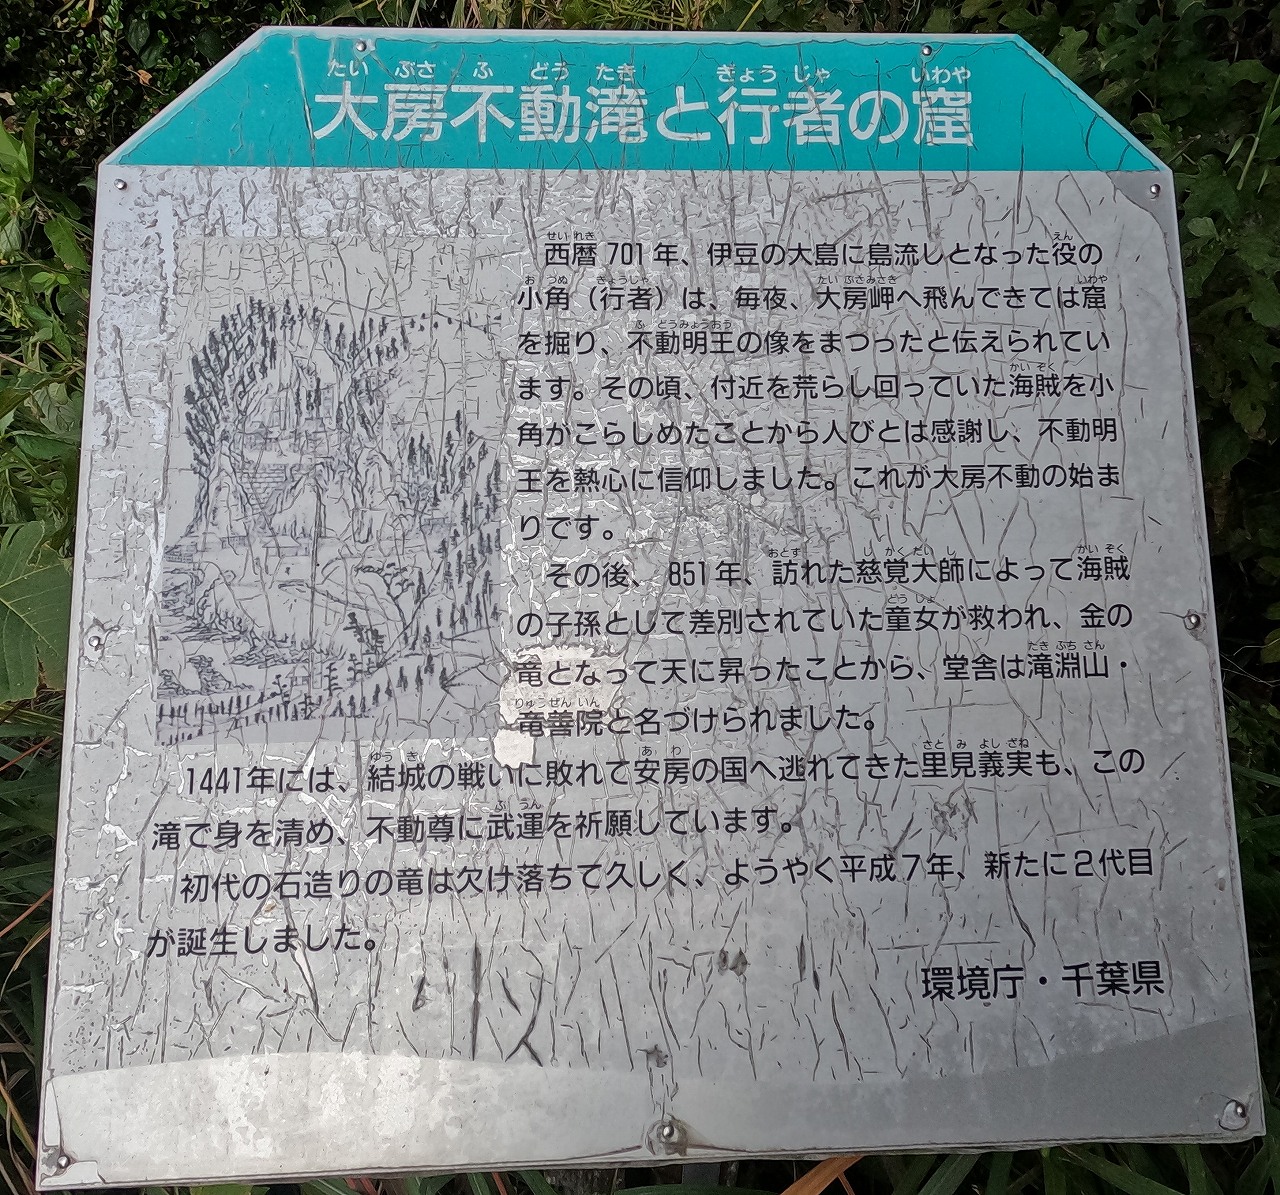 大房不動滝と行者の窟
西暦701年、伊豆の大島に島流しとなった役の
小角（行者）は、毎夜、大房岬へ飛んできては窟
を掘り、不動明王の像をまつったと伝えられてい
ます。その頃、付近を荒らし回っていた海賊を小
角がこらしめたことから人びとは感謝し、不動明
王を熱心に信仰しました。これが大房不動の始ま
りです。
その後、851年、訪れた慈覚大師によって海賊
の子孫として差別されていた童女が救われ、金の
竜となって天に昇ったことから、堂舎は滝淵山・
竜善院と名づけられました。
1441年には、結城の戦いに敗れて安房の国へ逃れてきた里見義実も、この
滝で身を清め、不動尊に武運を祈願しています。
初代の石造りの竜は欠け落ちて久しく、ようやく平成７年、新たに２代目
が誕生しました。
環境庁・千葉県